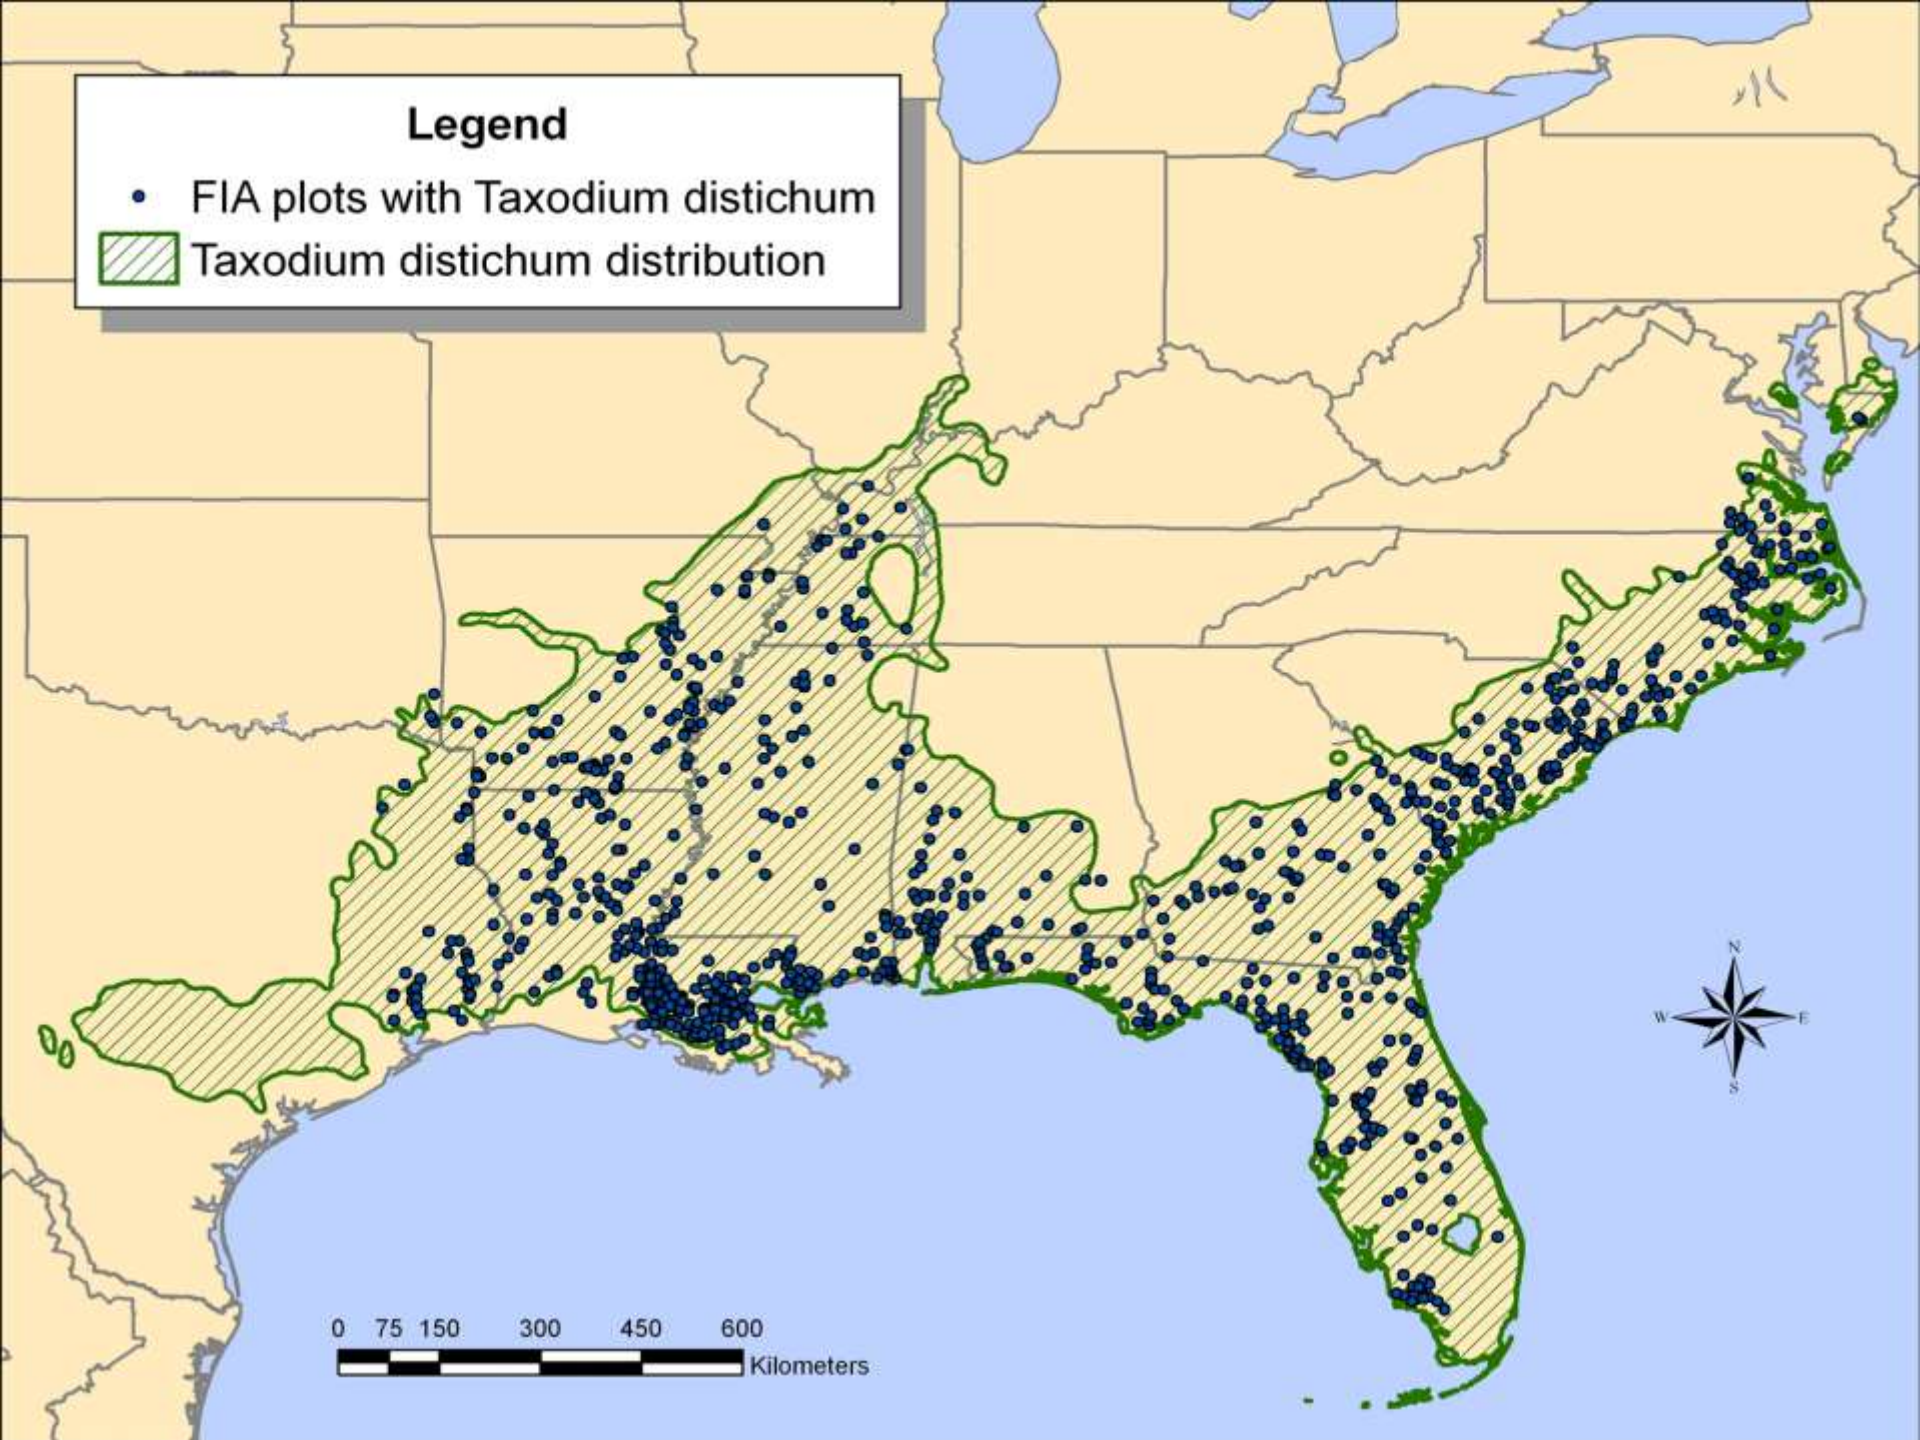 Legend
FIA plots with Taxodium distichum
Taxodium distichum distribution
N
W E
S
0 75 150 300 450 600
Kilometers